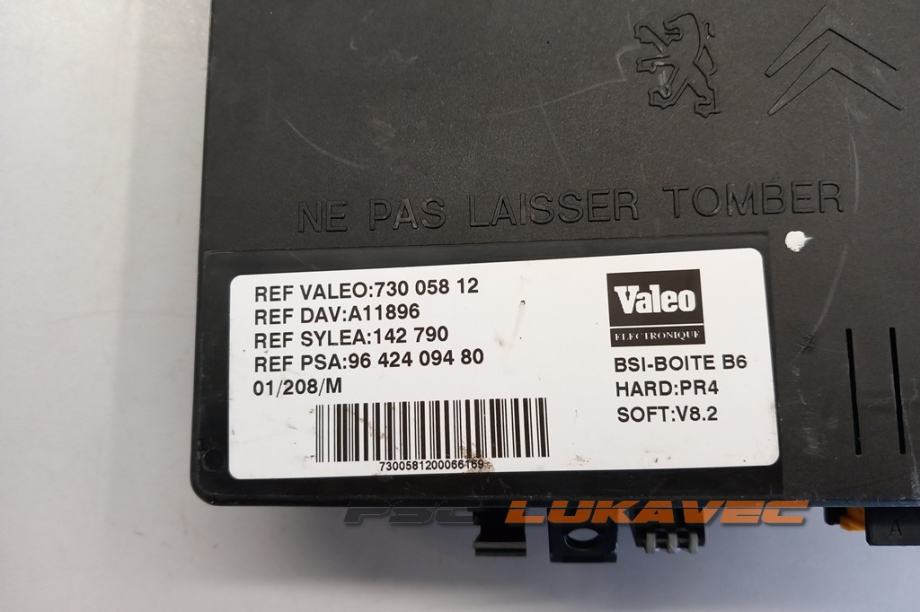 NE PAS LAISSER TOMBER
REF VALEO:730 058 12
REF DAV:A11896
REF SYLEA:142 790
REF PSA:96 424 094 80
01/208/M
7300581200066169
Valeo
ELECTRONIQUE
BSI-BOITE B6
HARD:PR4
SOFT:V8.2
PSC LUKAVEC
A